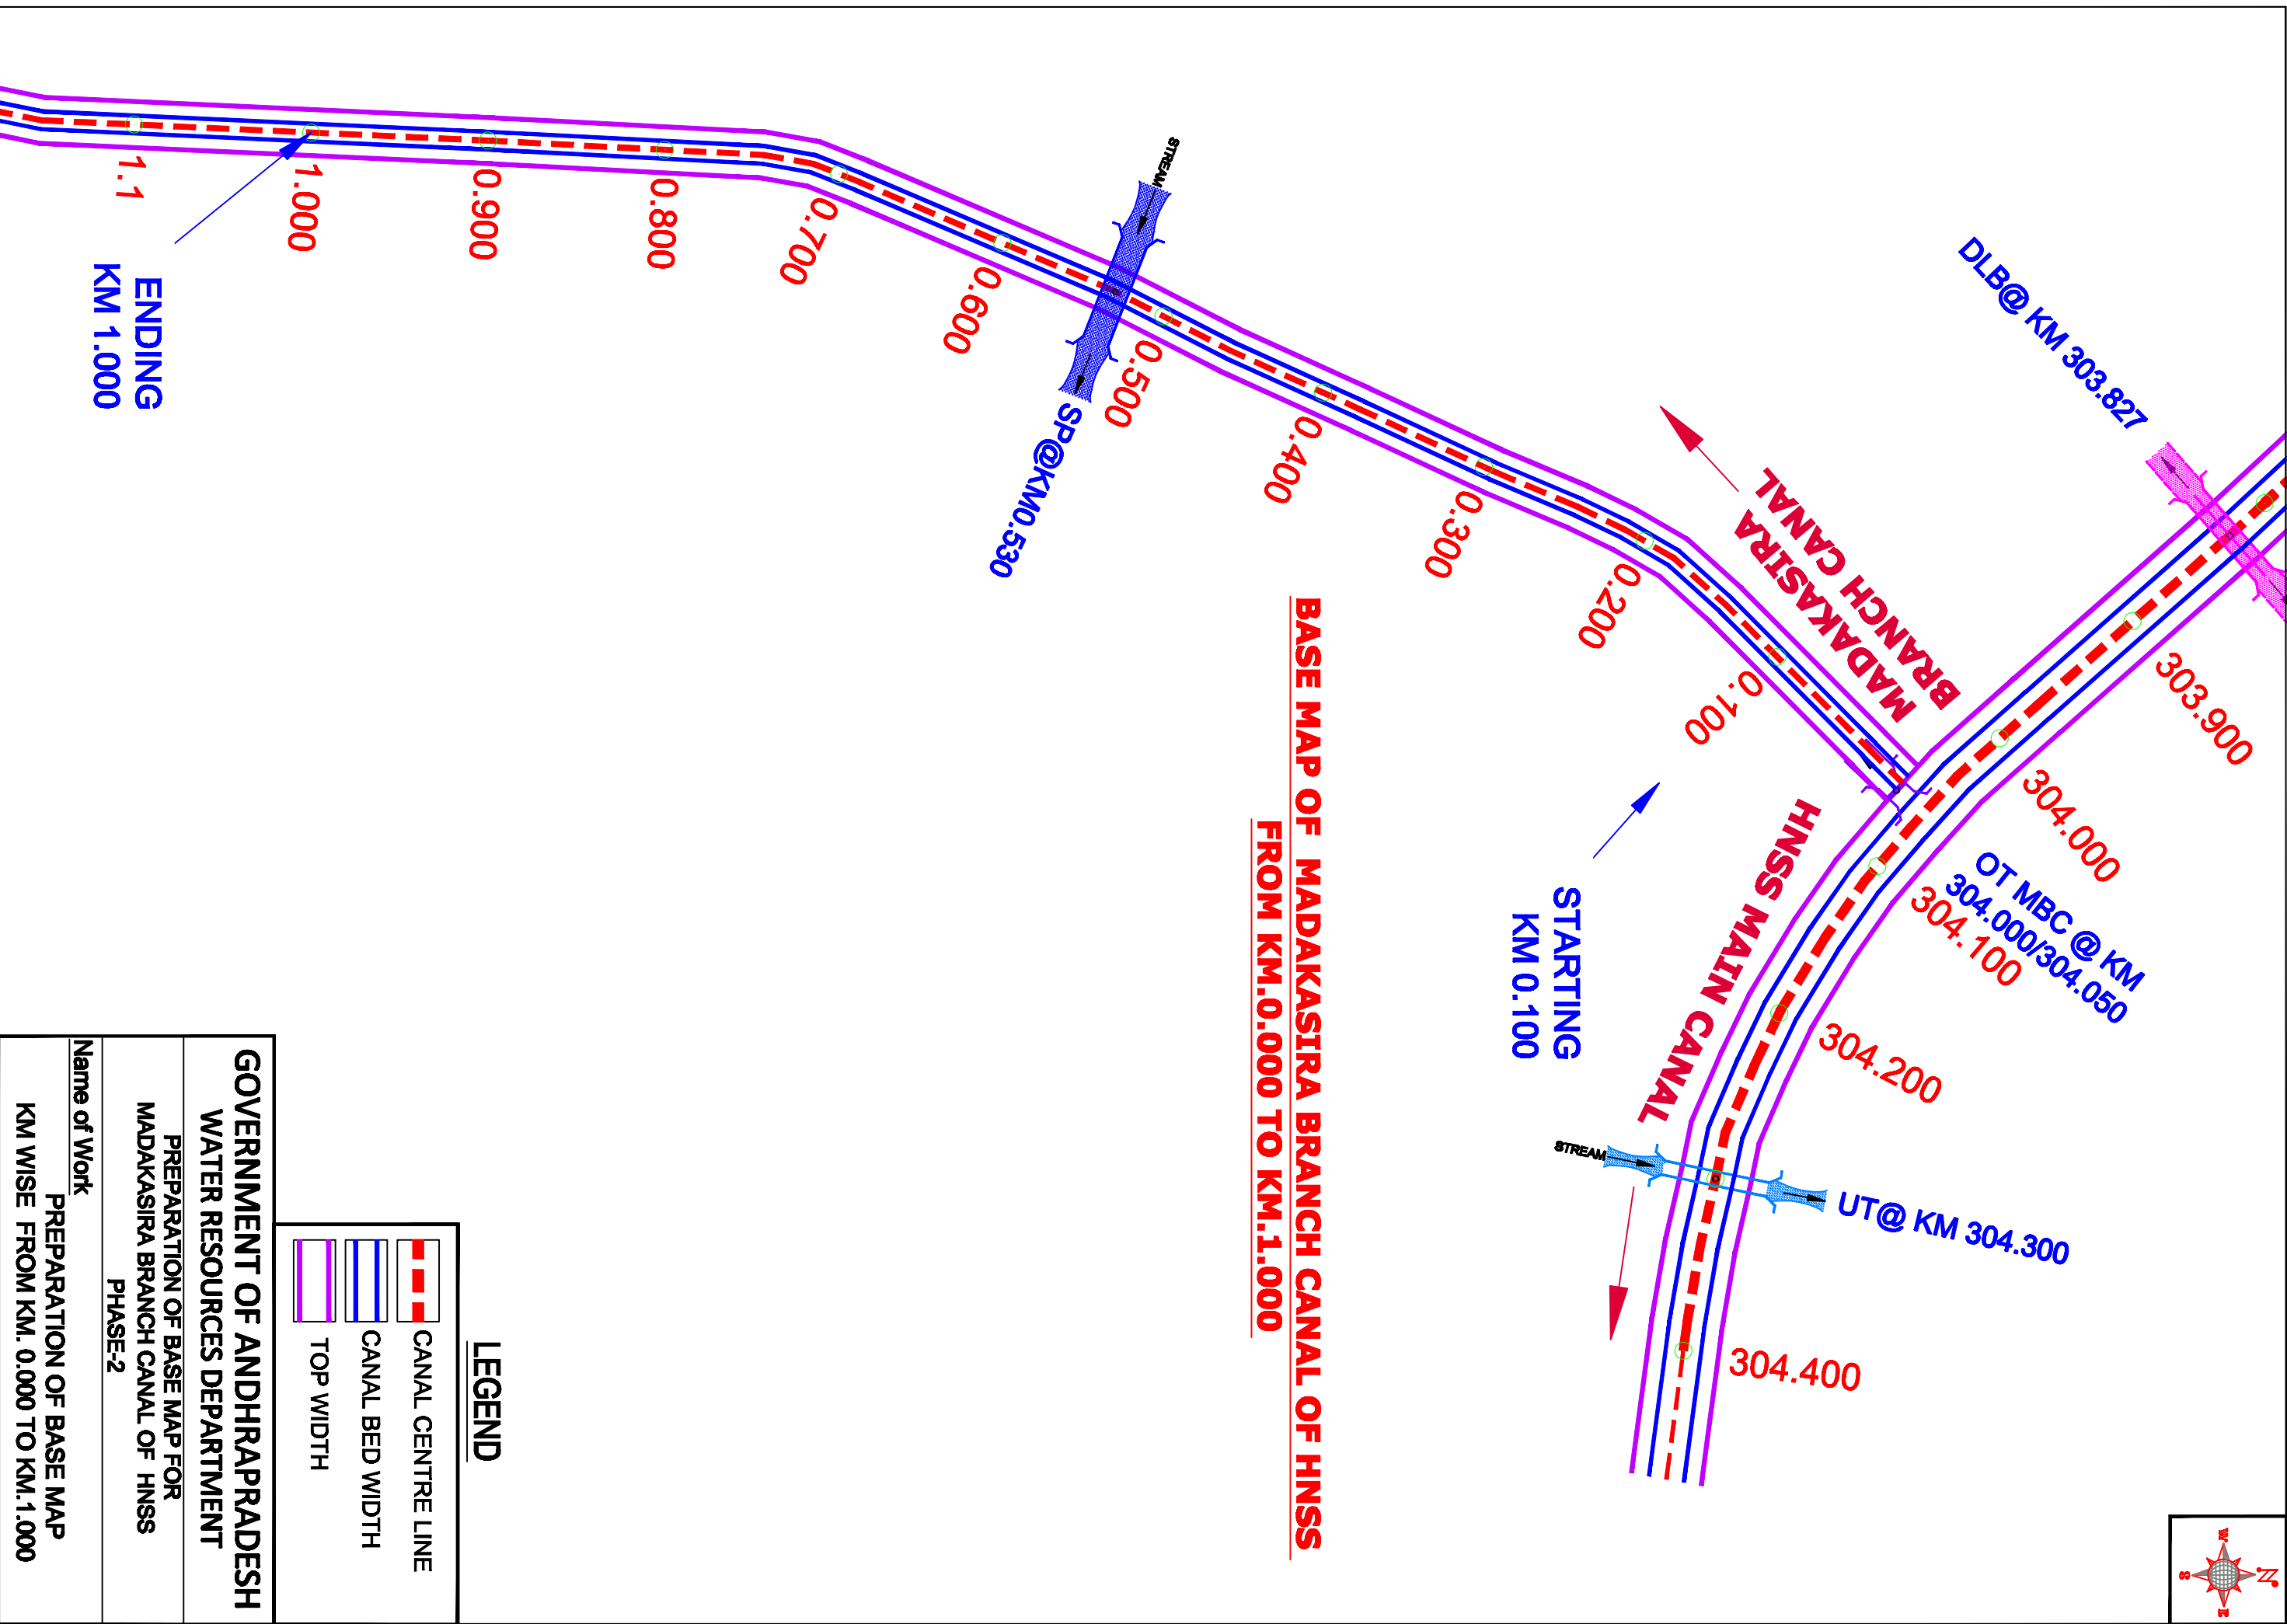 N
W
E
S
DLB@ KM 303.827
303.900
304.000
OT MBC @ KM
304.000/304.050
304.100
304.200
UT@ KM 304.300
304.400
STREAM
MADAKASIRA
BRANCH CANAL
HNSS MAIN CANAL
STARTING
KM 0.100
0.100
0.200
0.300
0.400
0.500
0.600
0.700
0.800
0.900
1.000
1.1
STREAM
SP@KM0.530
ENDING
KM 1.000
BASE MAP OF MADAKASIRA BRANCH CANAL OF HNSS
FROM KM.0.000 TO KM.1.000
LEGEND
CANAL CENTRE LINE
CANAL BED WIDTH
TOP WIDTH
GOVERNMENT OF ANDHRAPRADESH
WATER RESOURCES DEPARTMENT
PREPARATION OF BASE MAP FOR
MADAKASIRA BRANCH CANAL OF HNSS
PHASE-2
Name of Work
PREPARATION OF BASE MAP
KM WISE FROM KM. 0.000 TO KM.1.000